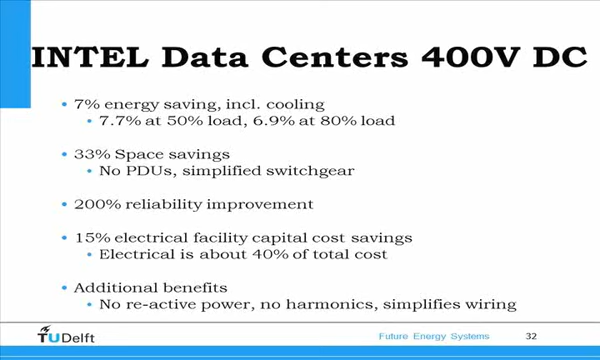 INTEL Data Centers 400V DC
• 7% energy saving, incl. cooling
• 7.7% at 50% load, 6.9% at 80% load
• 33% Space savings
• No PDUs, simplified switchgear
• 200% reliability improvement
• 15% electrical facility capital cost savings
• Electrical is about 40% of total cost
• Additional benefits
• No re-active power, no harmonics, simplifies wiring
TUDelft
Future Energy Systems 32